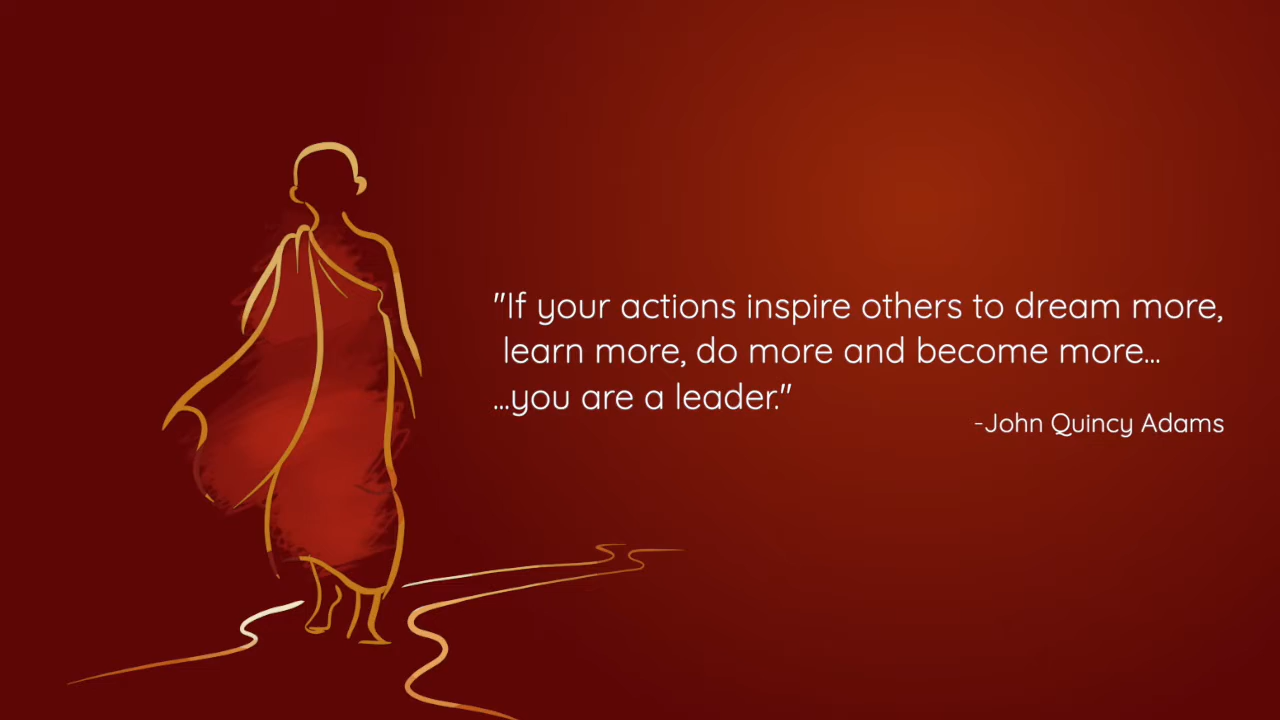 "If your actions inspire others to dream more,
learn more, do more and become more...
...you are a leader."
-John Quincy Adams